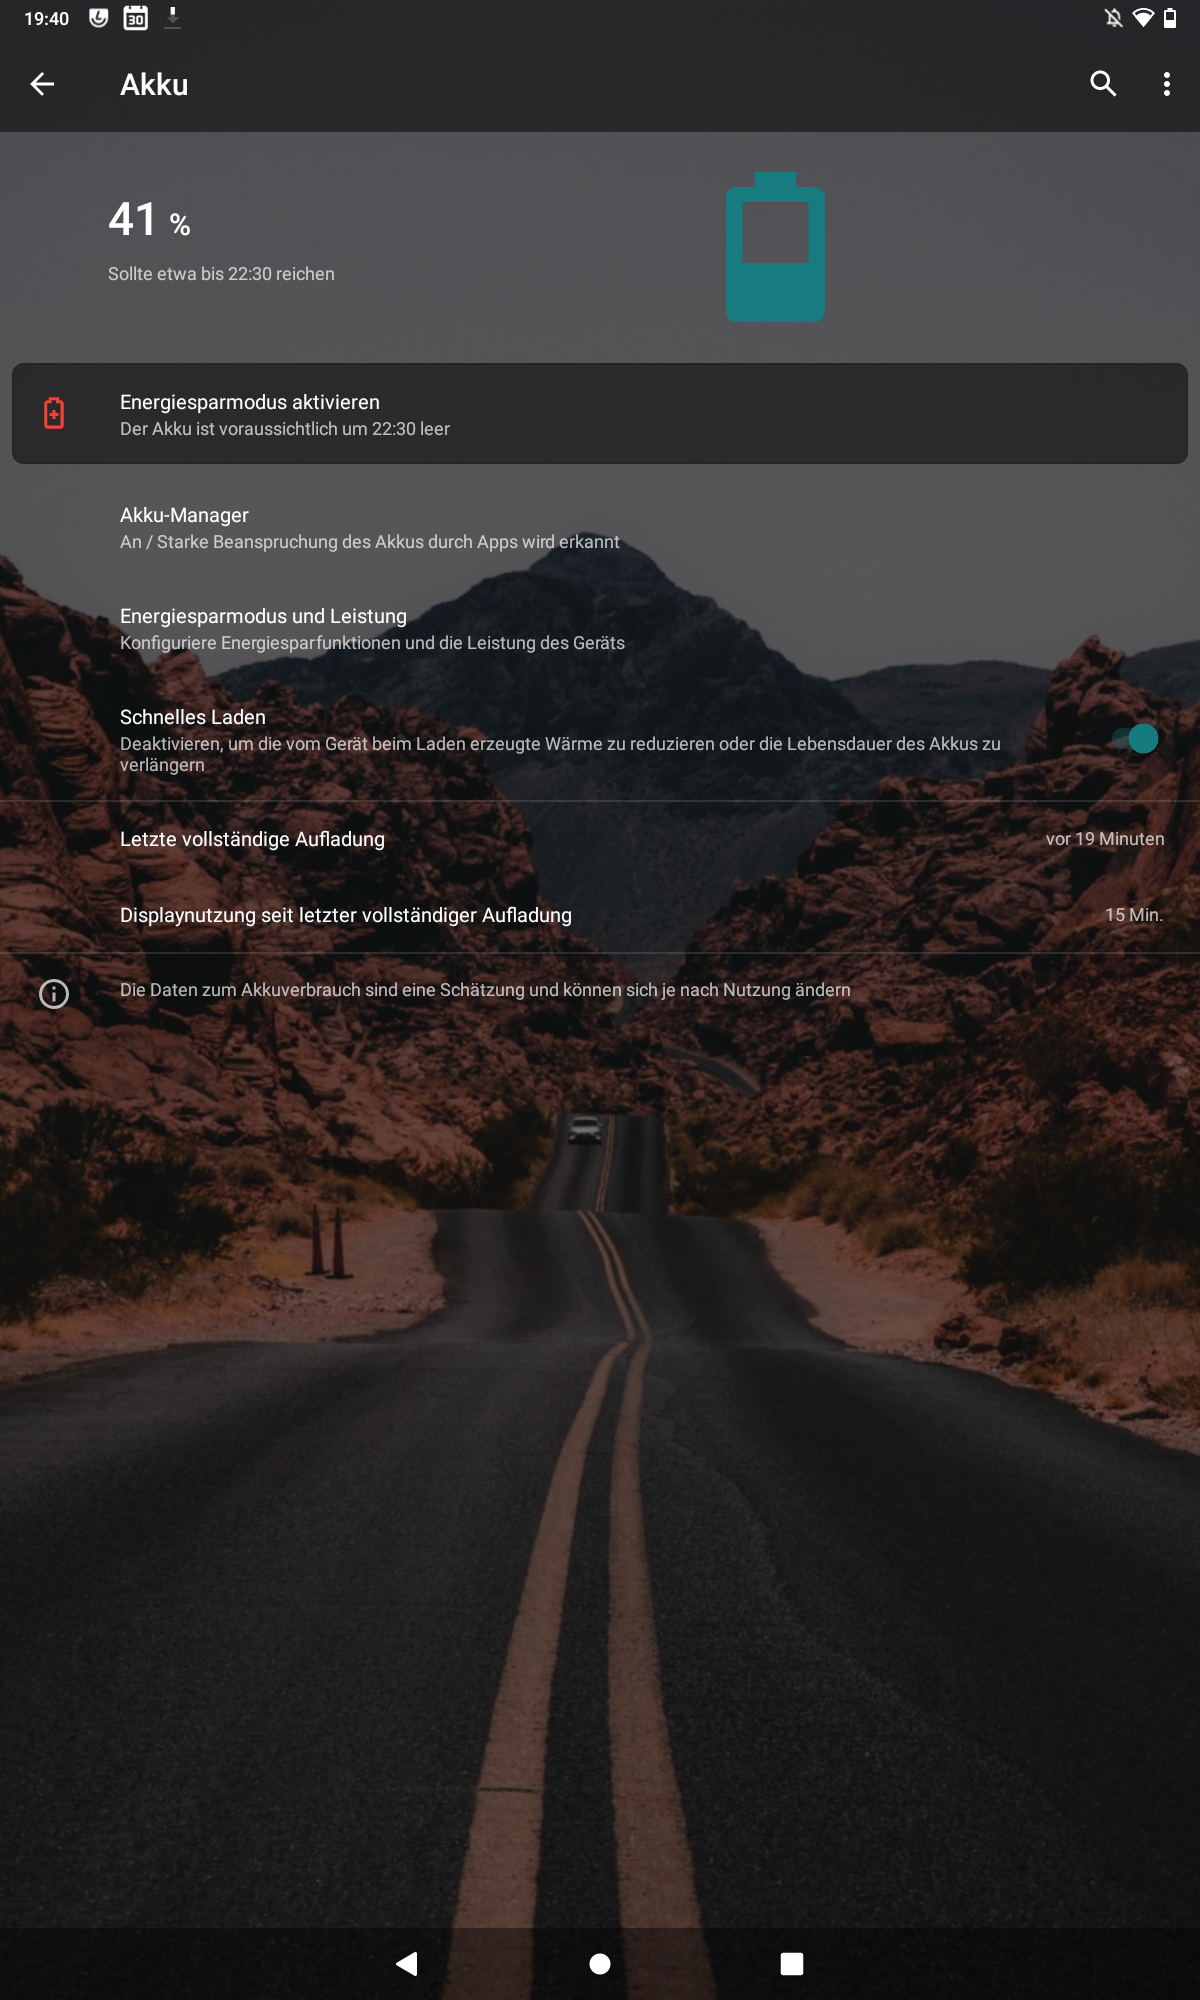 19:40
30
Akku
41 %
Sollte etwa bis 22:30 reichen
Energiesparmodus aktivieren
Der Akku ist voraussichtlich um 22:30 leer
Akku-Manager
An / Starke Beanspruchung des Akkus durch Apps wird erkannt
Energiesparmodus und Leistung
Konfiguriere Energiesparfunktionen und die Leistung des Geräts
Schnelles Laden
Deaktivieren, um die vom Gerät beim Laden erzeugte Wärme zu reduzieren oder die Lebensdauer des Akkus zu
verlängern
Letzte vollständige Aufladung
vor 19 Minuten
Displaynutzung seit letzter vollständiger Aufladung
15 Min.
Die Daten zum Akkuverbrauch sind eine Schätzung und können sich je nach Nutzung ändern